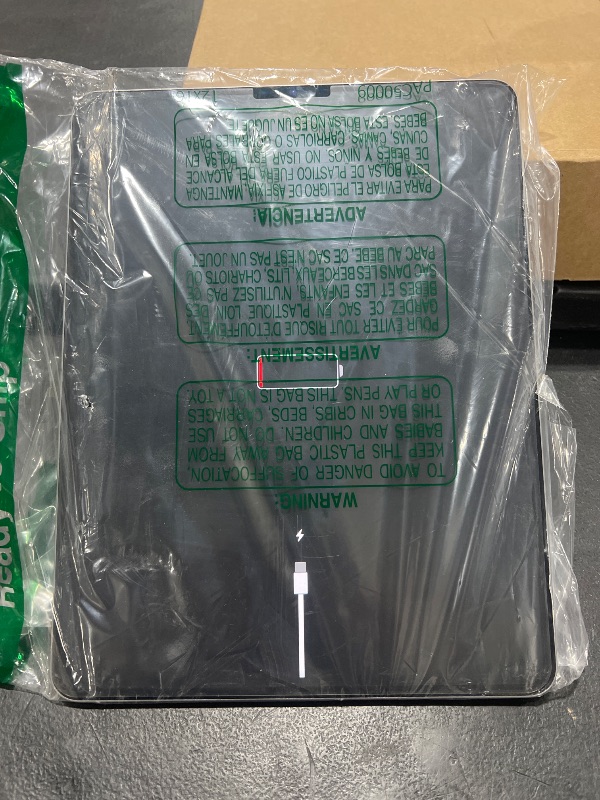 WARNING:
TO AVOID DANGER OF SUFFOCATION,
KEEP THIS PLASTIC BAG AWAY FROM
BABIES AND CHILDREN. DO NOT USE
THIS BAG IN CRIBS, BEDS, CARRIAGES
OR PLAY PENS. THIS BAG IS NOT A TOY.
AVERTISSEMENT:
POUR EVITER TOUT RISQUE D'ETOUFFEMENT
GARDEZ CE SAC EN PLASTIQUE LOIN DES
BÉBES ET LES ENFANTS. N'UTILISEZ PAS CE
SAC DANS LES BERCEAUX, LITS, CHARIOTS OU
PARC AU BEBE. CE SAC N'EST PAS UN JOUET.
ADVERTENCIA:
PARA EVITAR EL PELIGRO DE ASFIXIA, MANTENGA
ESTA BOLSA DE PLASTICO FUERA DEL ALCANCE
DE BEBES Y NINOS. NO USAR ESTA BOLSA EN
CUNAS, CAMAS, CARRIOLAS O CORRALES PARA
BEBES. ESTA BOLSA NO ES UN JUGUETE.
PAC50009
12X16
Ready
Ship